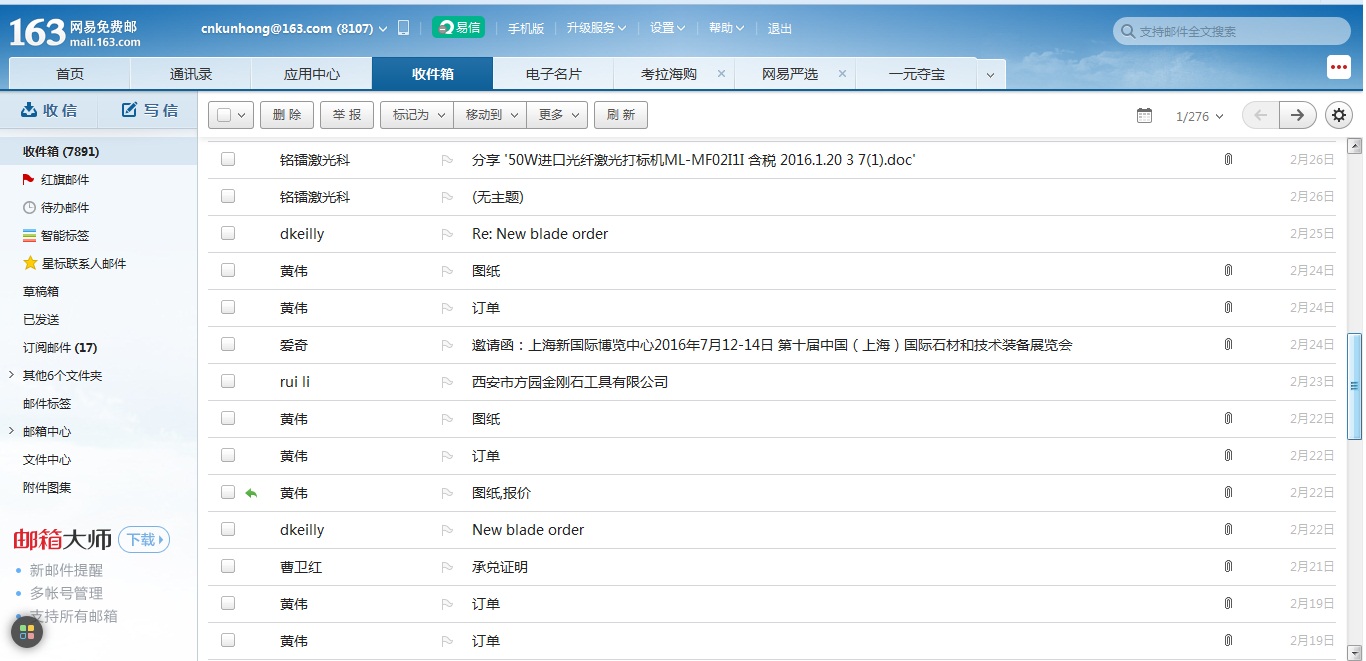 163 网易免费邮 mail.163.com
cnkunhong@163.com (8107) 易信 手机版 升级服务 设置 帮助 退出
支持邮件全文搜索
首页 通讯录 应用中心 收件箱 电子名片 考拉海购 × 网易严选 × 一元夺宝
收信 写信
删 除 举 报 标记为 移动到 更多 刷 新 1/276
收件箱 (7891)
红旗邮件
待办邮件
智能标签
星标联系人邮件
草稿箱
已发送
订阅邮件 (17)
其他6个文件夹
邮件标签
邮箱中心
文件中心
附件图集
邮箱大师 下载
新邮件提醒
多帐号管理
支持所有邮箱
铭镭激光科 分享 '50W进口光纤激光打标机ML-MF02I1I 含税 2016.1.20 3 7(1).doc' 2月26日
铭镭激光科 (无主题) 2月26日
dkeilly Re: New blade order 2月25日
黄伟 图纸 2月24日
黄伟 订单 2月24日
爱奇 邀请函：上海新国际博览中心2016年7月12-14日 第十届中国（上海）国际石材和技术装备展览会 2月24日
rui li 西安市方园金刚石工具有限公司 2月23日
黄伟 图纸 2月22日
黄伟 订单 2月22日
黄伟 图纸,报价 2月22日
dkeilly New blade order 2月22日
曹卫红 承兑证明 2月21日
黄伟 订单 2月19日
黄伟 订单 2月19日